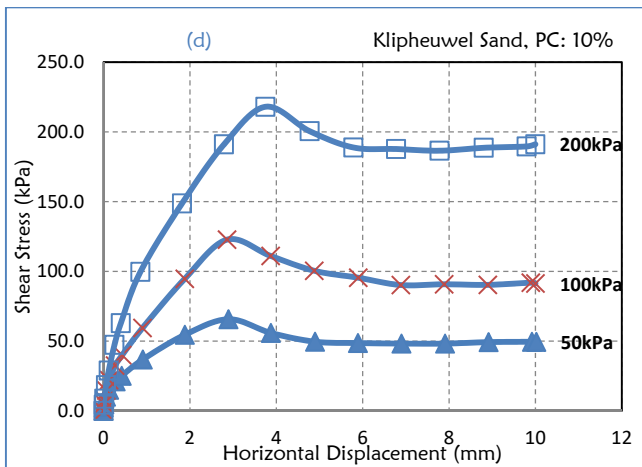 (d) Klipheuwel Sand, PC: 10%
250.0
200.0
150.0
100.0
50.0
0.0
Shear Stress (kPa)
200kPa
100kPa
50kPa
0 2 4 6 8 10 12
Horizontal Displacement (mm)